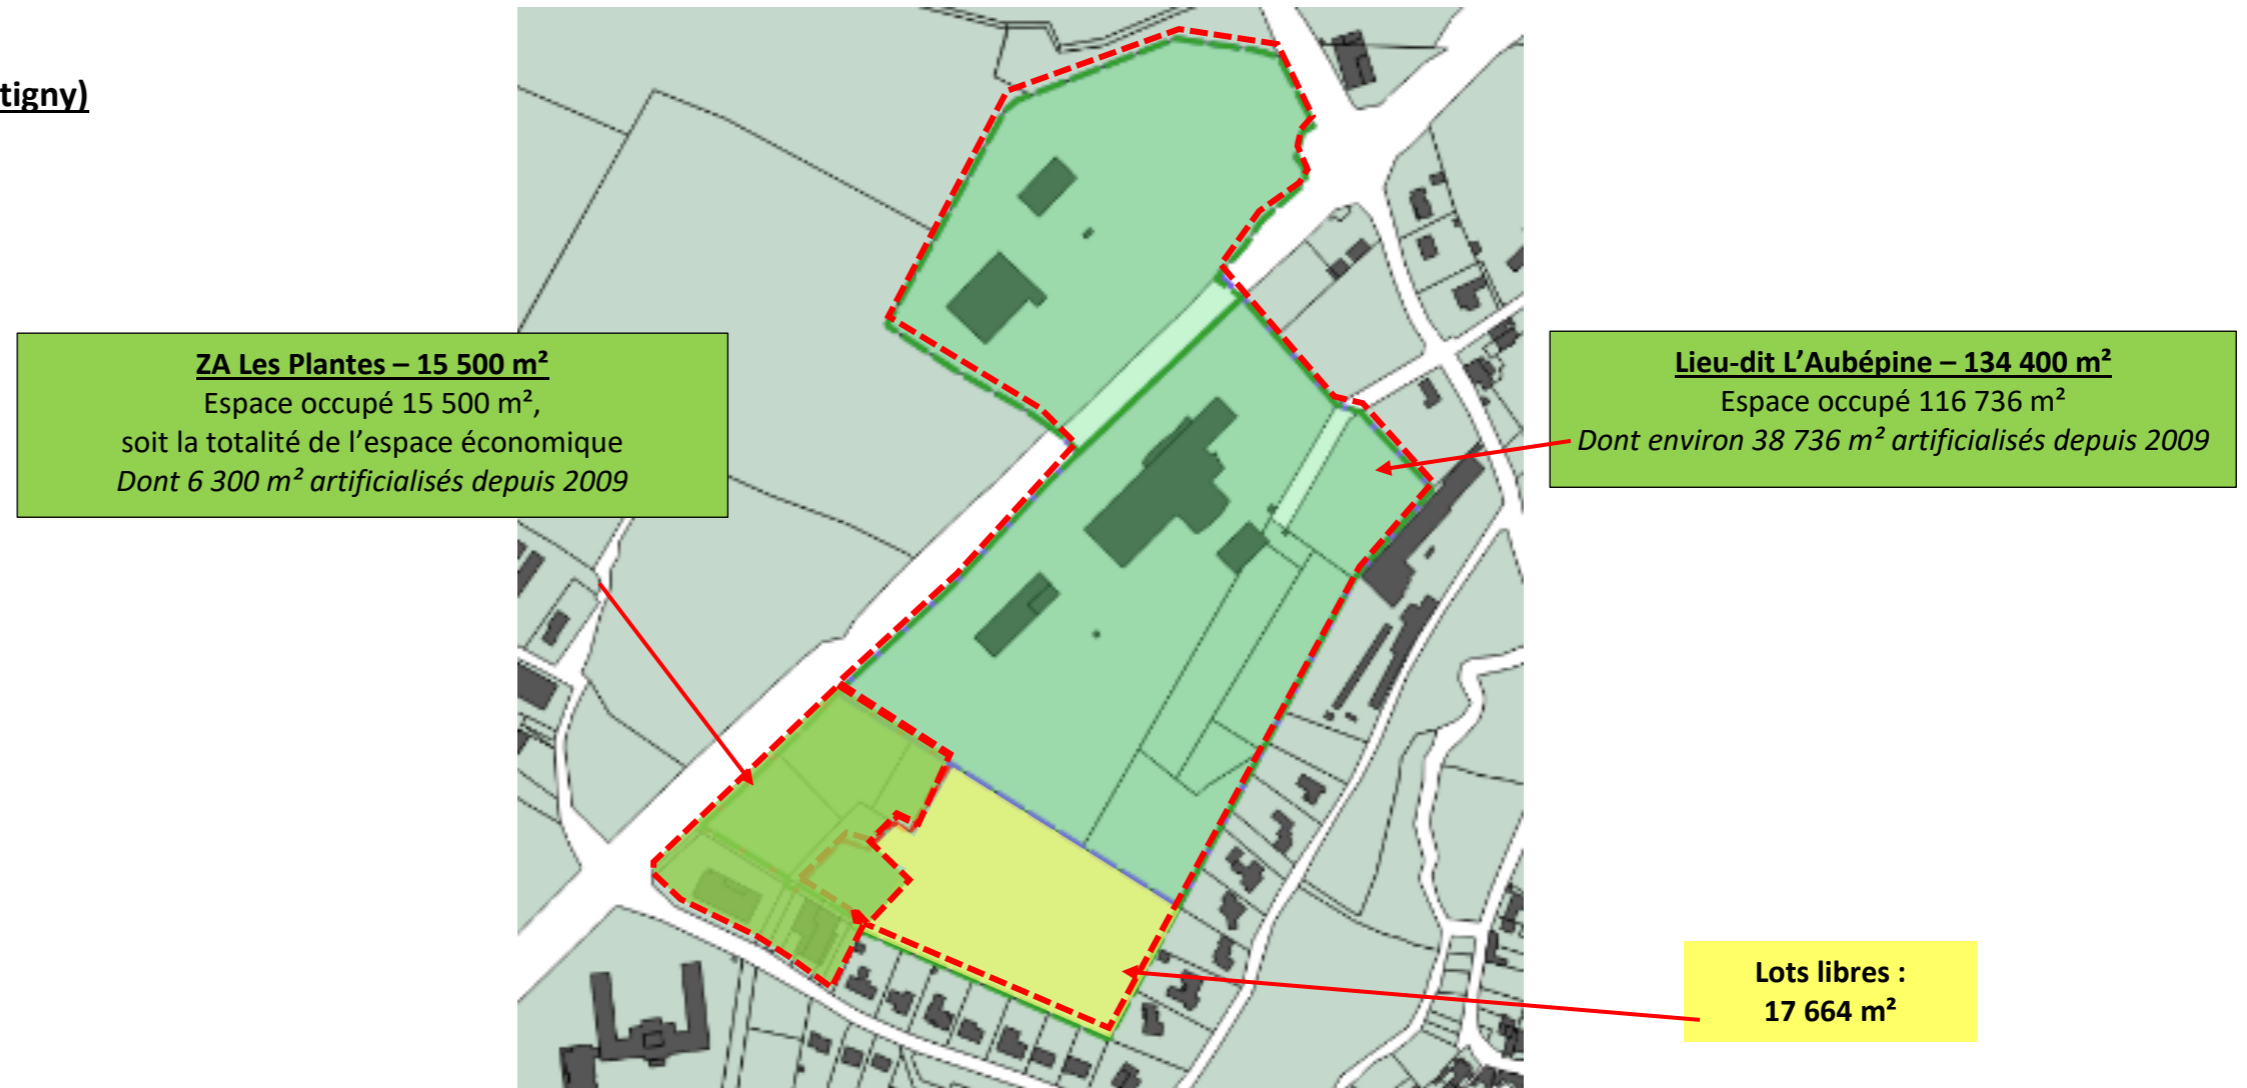 tigny)
ZA Les Plantes – 15 500 m²
Espace occupé 15 500 m²,
soit la totalité de l’espace économique
Dont 6 300 m² artificialisés depuis 2009
Lieu-dit L’Aubépine – 134 400 m²
Espace occupé 116 736 m²
Dont environ 38 736 m² artificialisés depuis 2009
Lots libres :
17 664 m²